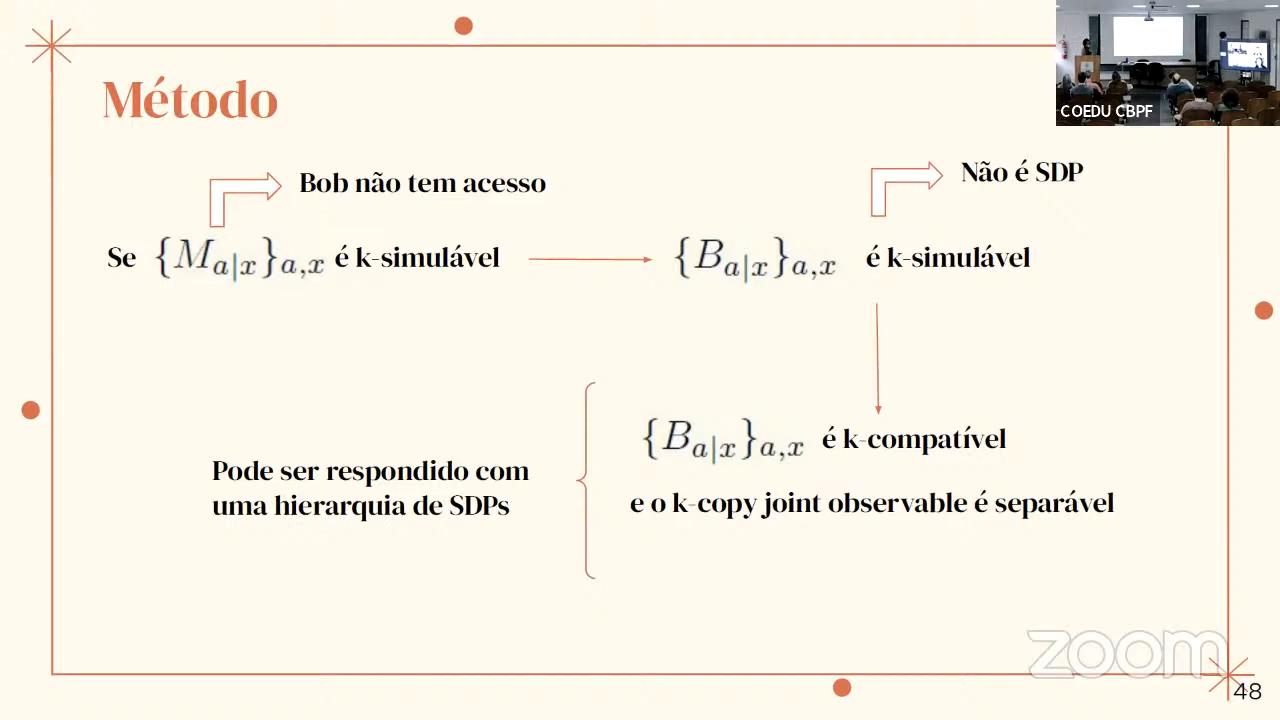 COEDU CBPF
Método
Bob não tem acesso
Não é SDP
Se {M_{a|x}}_{a,x} é k-simulável
{B_{a|x}}_{a,x} é k-simulável
{B_{a|x}}_{a,x} é k-compatível
Pode ser respondido com
uma hierarquia de SDPs
e o k-copy joint observable é separável
zoom
48